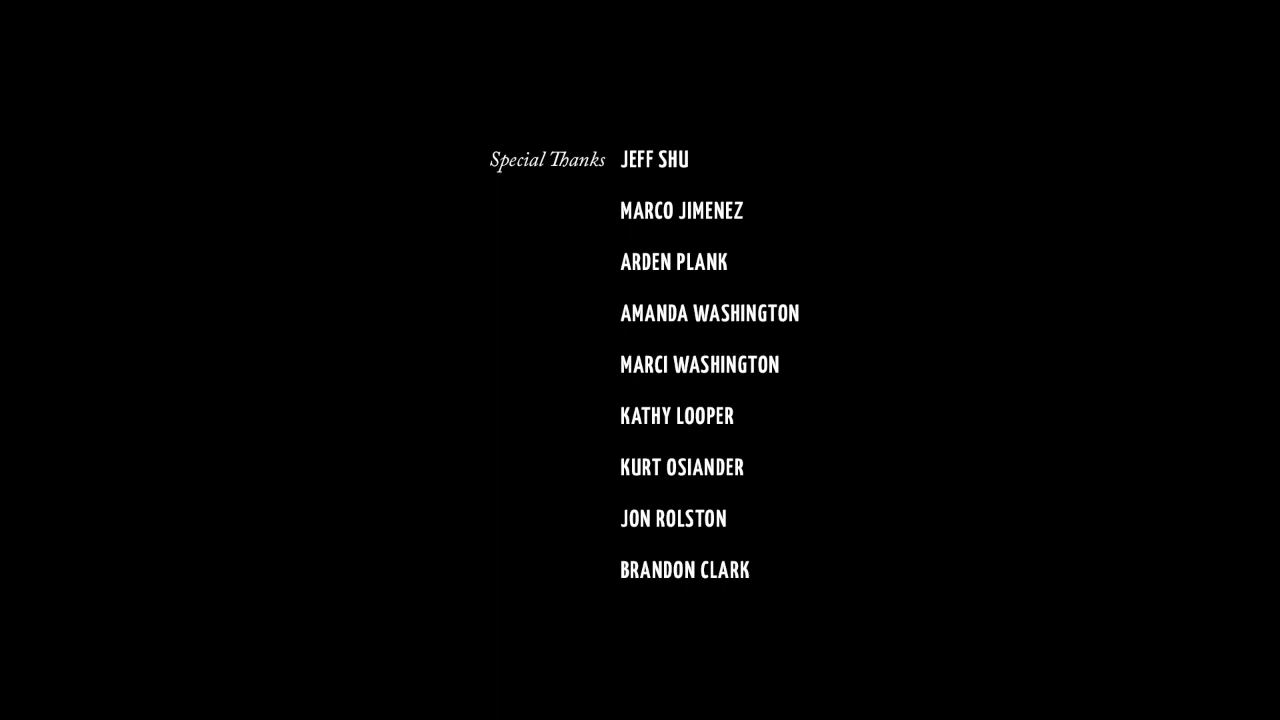 Special Thanks JEFF SHU
MARCO JIMENEZ
ARDEN PLANK
AMANDA WASHINGTON
MARCI WASHINGTON
KATHY LOOPER
KURT OSIANDER
JON ROLSTON
BRANDON CLARK